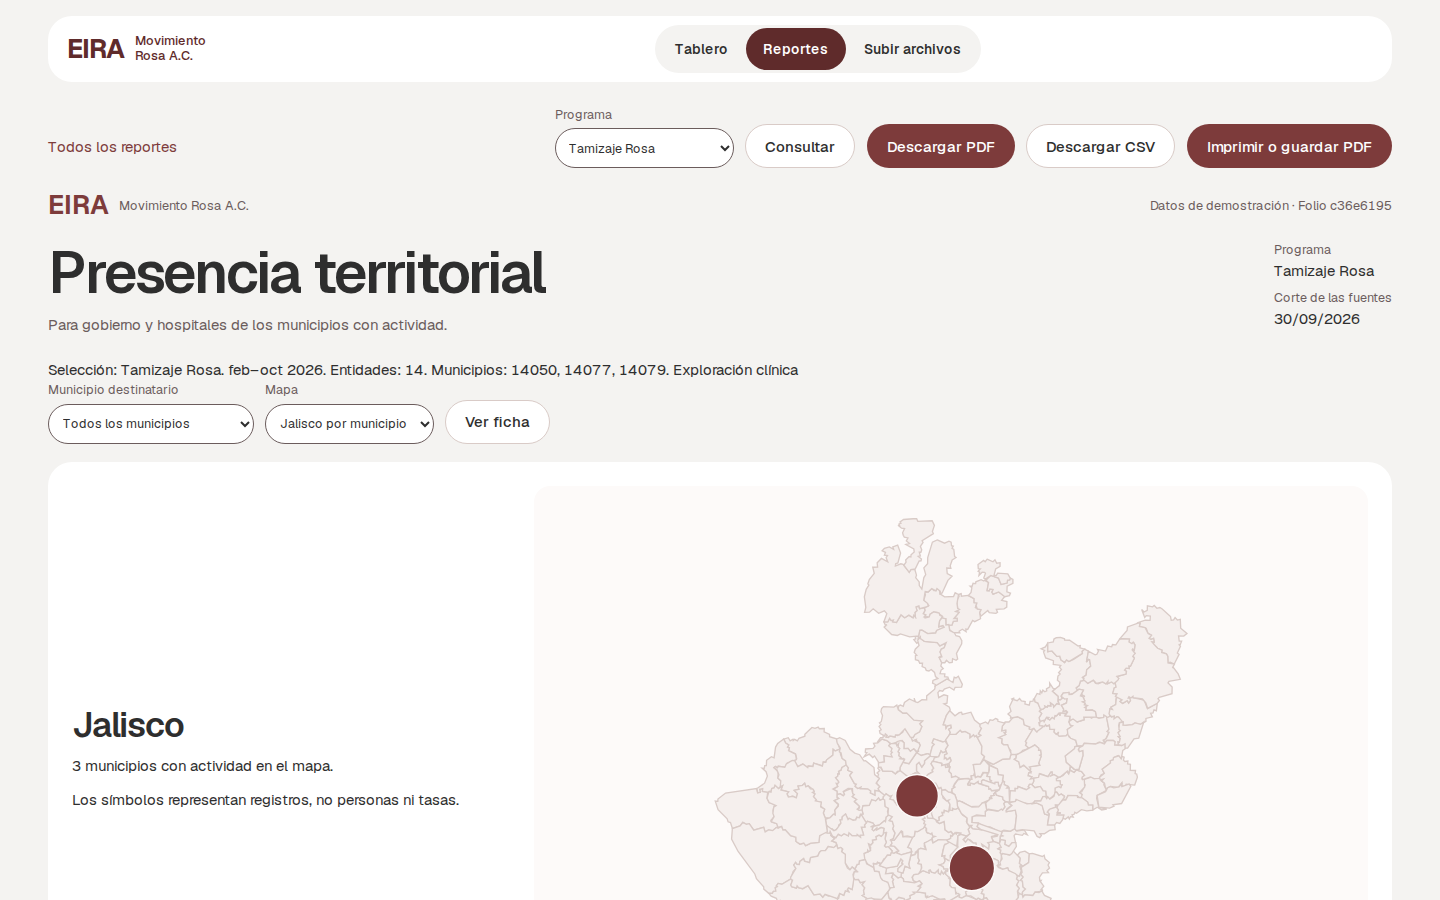 EIRA Movimiento Rosa A.C.
Tablero Reportes Subir archivos
Programa
Todos los reportes Tamizaje Rosa Consultar Descargar PDF Descargar CSV Imprimir o guardar PDF
EIRA Movimiento Rosa A.C. Datos de demostración · Folio c36e6195
Presencia territorial
Para gobierno y hospitales de los municipios con actividad.
Programa
Tamizaje Rosa
Corte de las fuentes
30/09/2026
Selección: Tamizaje Rosa. feb–oct 2026. Entidades: 14. Municipios: 14050, 14077, 14079. Exploración clínica
Municipio destinatario Mapa
Todos los municipios Jalisco por municipio Ver ficha
Jalisco
3 municipios con actividad en el mapa.
Los símbolos representan registros, no personas ni tasas.